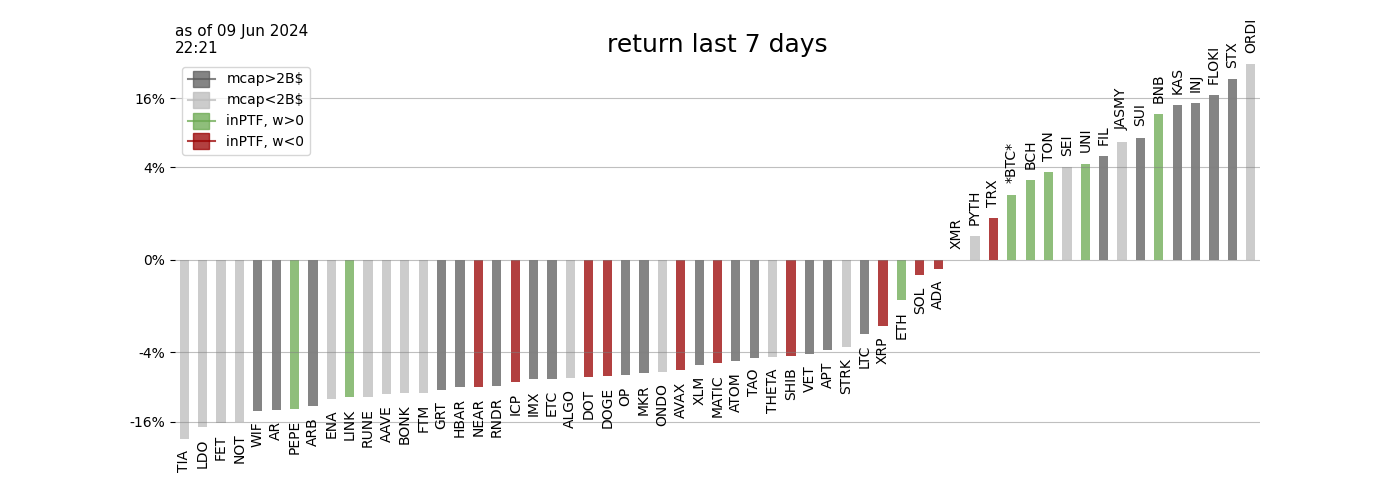 as of 09 Jun 2024
22:21
return last 7 days
mcap>2B$
mcap<2B$
inPTF, w>0
inPTF, w<0
16%
4%
0%
-4%
-16%
TIA
LDO
FET
NOT
WIF
AR
PEPE
ARB
ENA
LINK
RUNE
AAVE
BONK
FTM
GRT
HBAR
NEAR
RNDR
ICP
IMX
ETC
ALGO
DOT
DOGE
OP
MKR
ONDO
AVAX
XLM
MATIC
ATOM
TAO
THETA
SHIB
VET
APT
STRK
LTC
XRP
ETH
SOL
ADA
XMR
PYTH
TRX
*BTC*
BCH
TON
SEI
UNI
FIL
JASMY
SUI
BNB
KAS
INJ
FLOKI
STX
ORDI